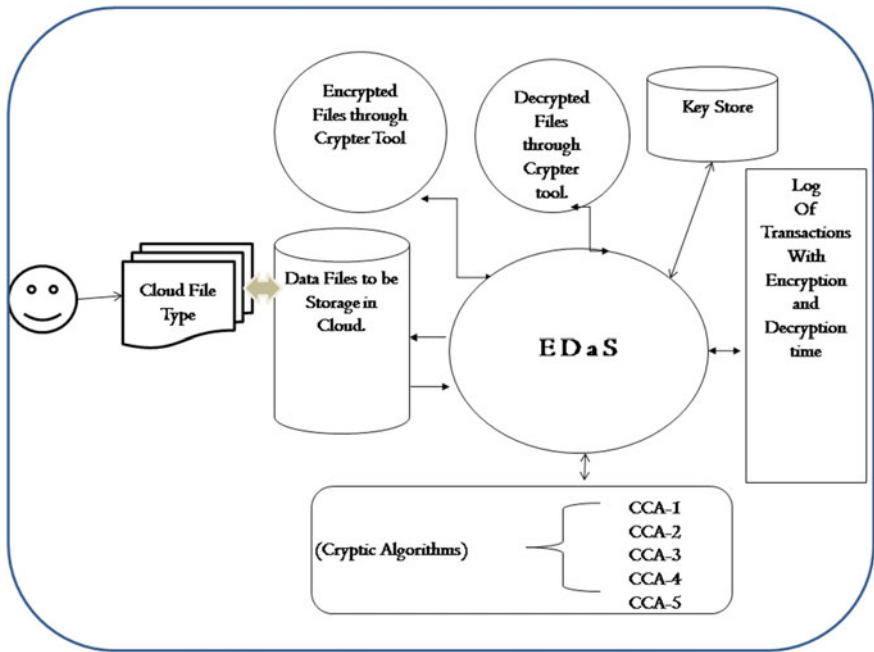 Encrypted
Files through
Crypter Tool
Decrypted
Files
through
Crypter
tool.
Key Store
Log
Of
Transactions
With
Encryption
and
Decryption
time
Cloud File
Type
Data Files to be
Storage in
Cloud.
E D a S
(Cryptic Algorithms)
CCA-1
CCA-2
CCA-3
CCA-4
CCA-5